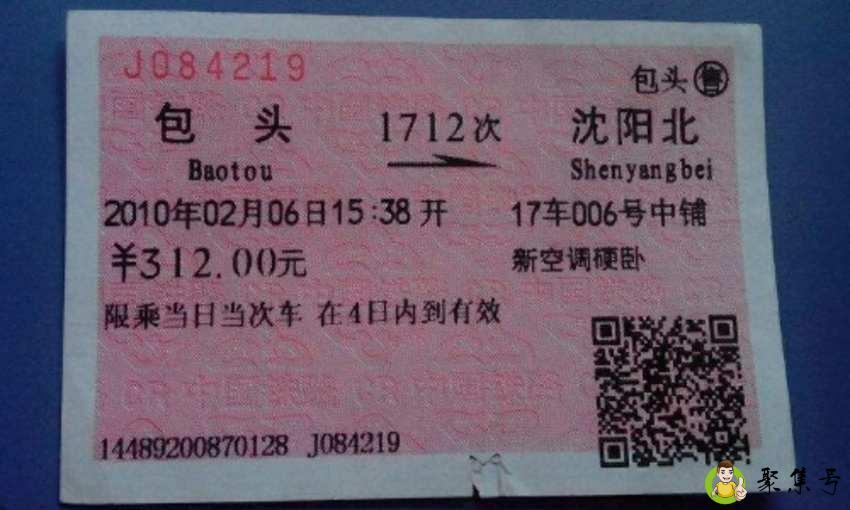 J084219
包头 售
包头 1712次 沈阳北
Baotou Shenyangbei
2010年02月06日15:38开 17车006号中铺
¥312.00元 新空调硬卧
限乘当日当次车 在4日内到有效
14489200870128 J084219
聚集号